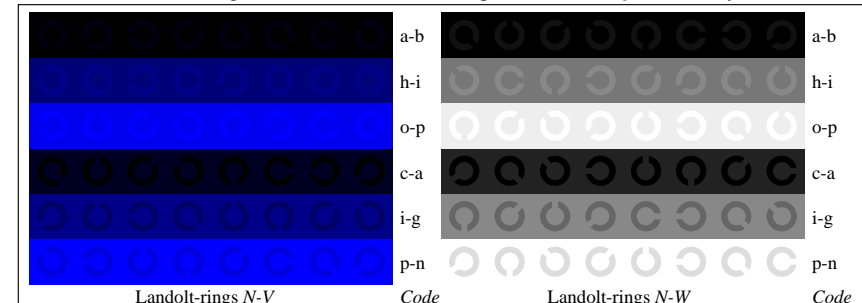 a-b a-b
h-i h-i
o-p o-p
c-a c-a
i-g i-g
p-n p-n
Landolt-rings N-V Code Landolt-rings N-W Code